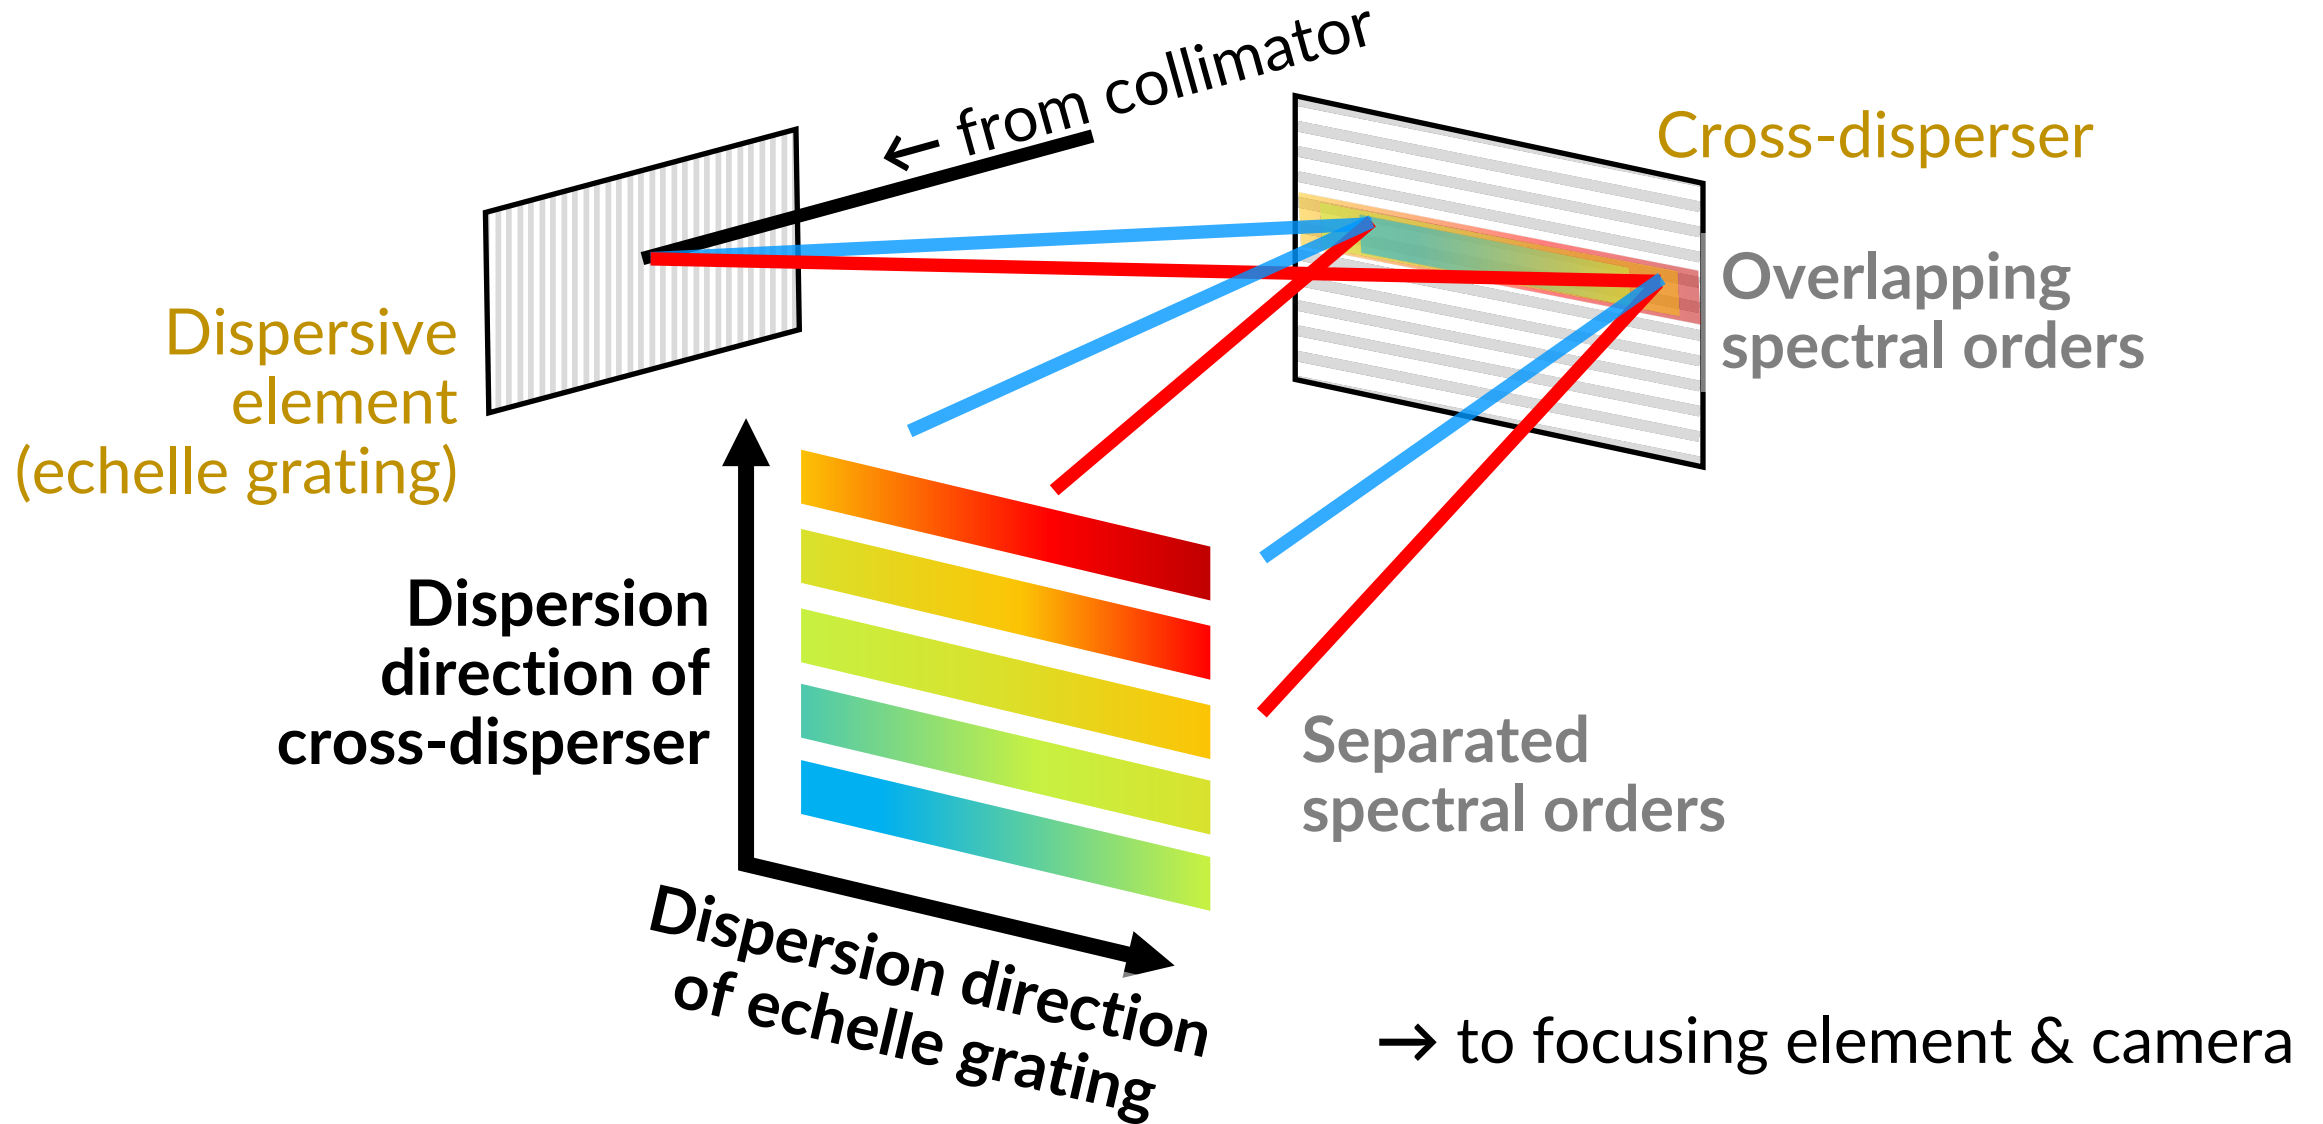 ← from collimator
Cross-disperser
Overlapping
spectral orders
Dispersive
element
(echelle grating)
Dispersion
direction of
cross-disperser
Separated
spectral orders
Dispersion direction
of echelle grating
→ to focusing element & camera